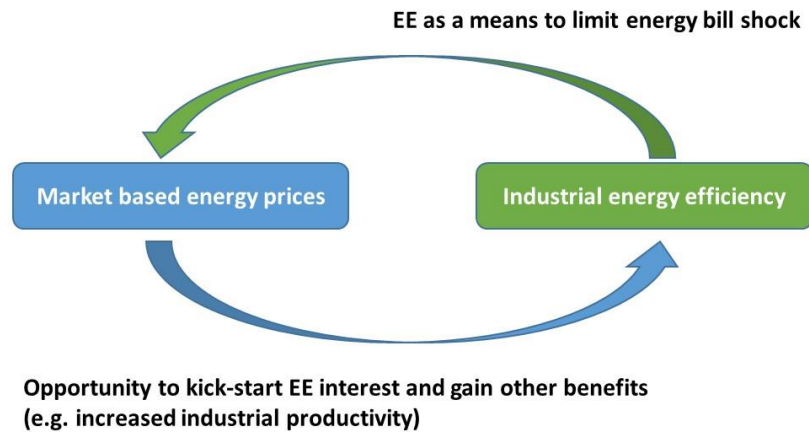 EE as a means to limit energy bill shock
Market based energy prices
Industrial energy efficiency
Opportunity to kick-start EE interest and gain other benefits
(e.g. increased industrial productivity)